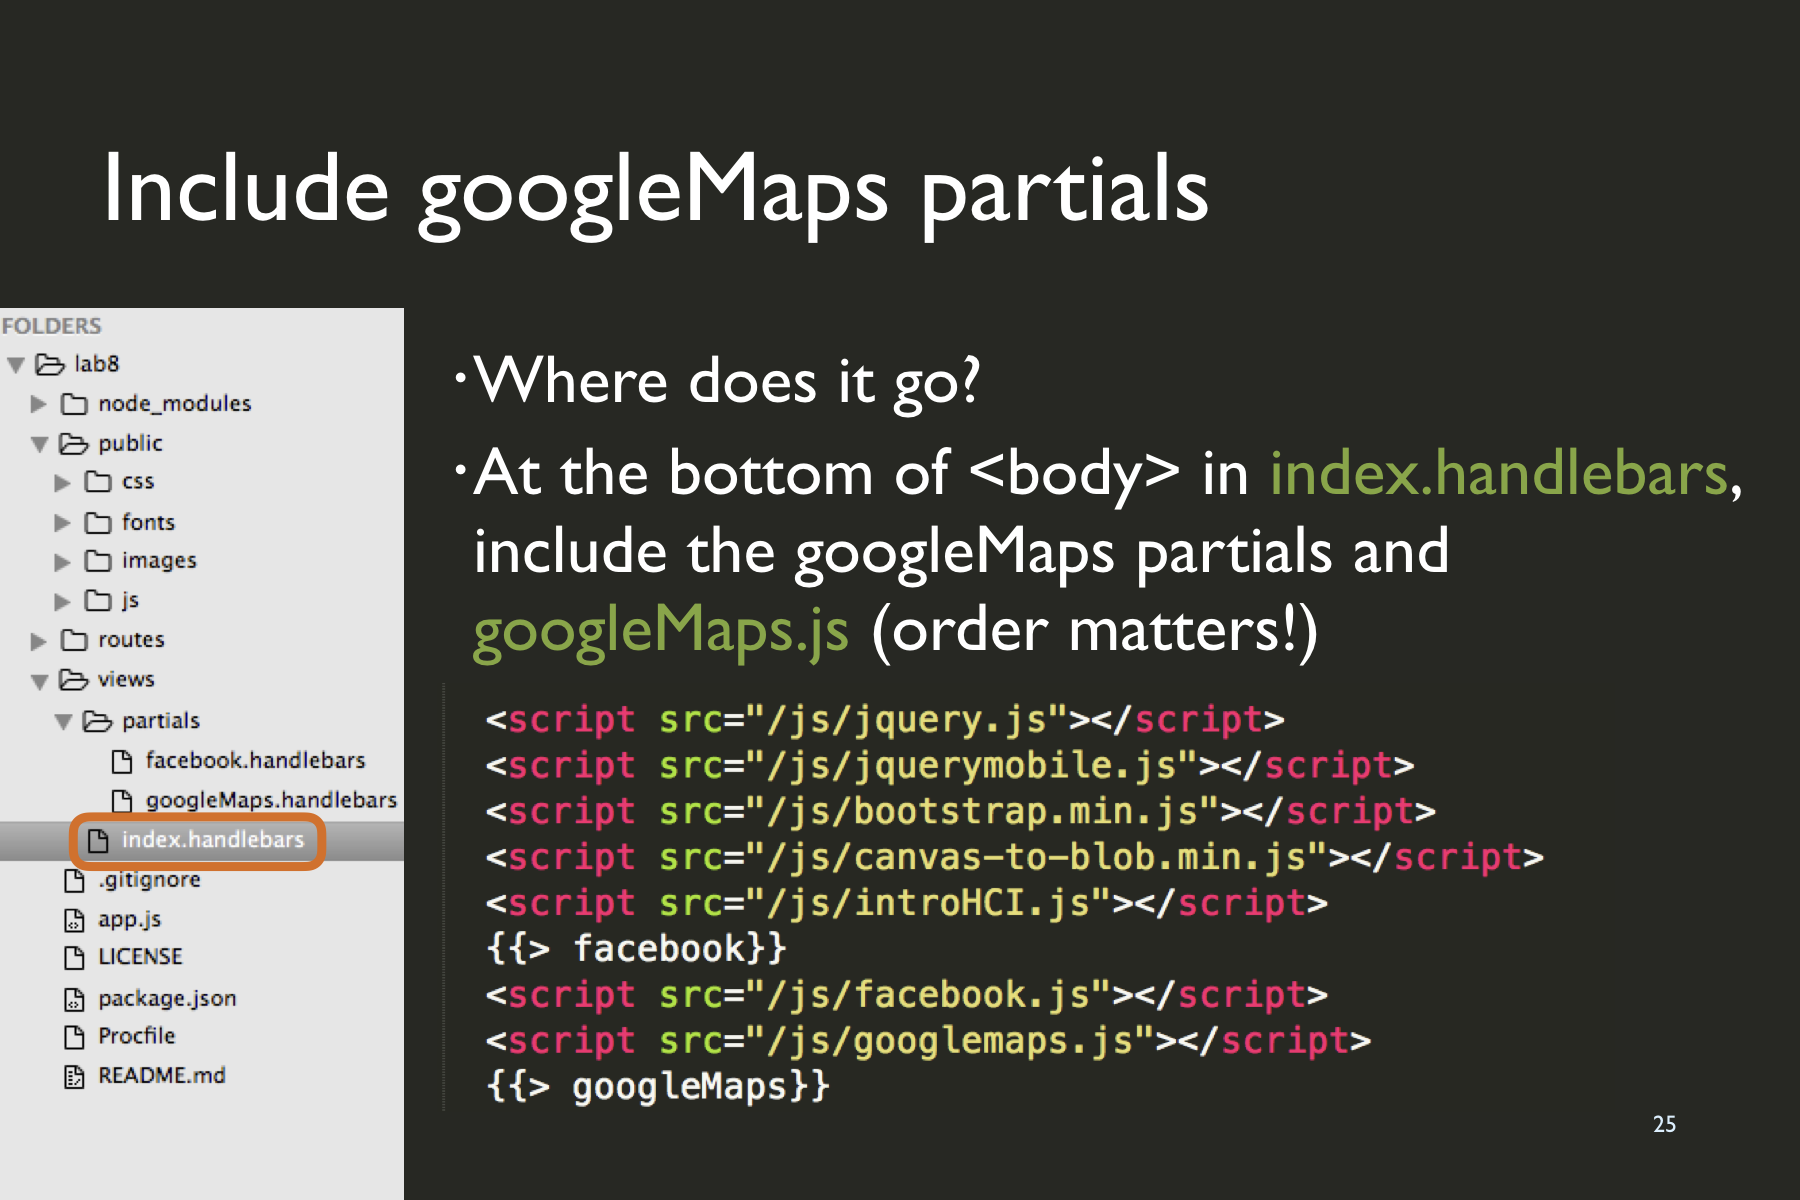 Include googleMaps partials
FOLDERS
lab8
node_modules
public
css
fonts
images
js
routes
views
partials
facebook.handlebars
googleMaps.handlebars
index.handlebars
.gitignore
app.js
LICENSE
package.json
Procfile
README.md
•Where does it go?
•At the bottom of <body> in index.handlebars,
include the googleMaps partials and
googleMaps.js (order matters!)
<script src="/js/jquery.js"></script>
<script src="/js/jquerymobile.js"></script>
<script src="/js/bootstrap.min.js"></script>
<script src="/js/canvas-to-blob.min.js"></script>
<script src="/js/introHCI.js"></script>
{{> facebook}}
<script src="/js/facebook.js"></script>
<script src="/js/googlemaps.js"></script>
{{> googleMaps}}
25